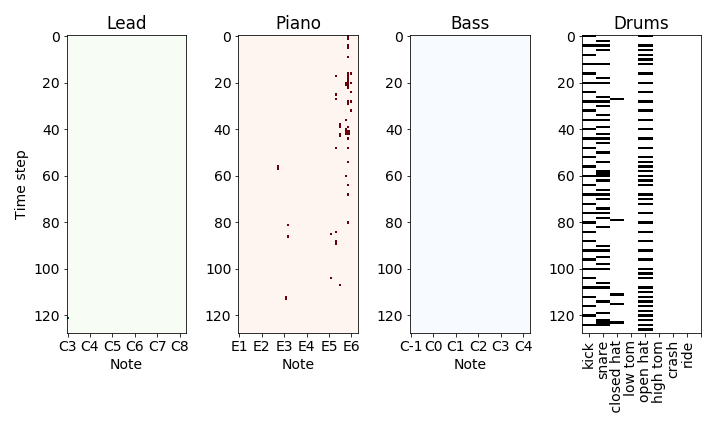 Lead
Piano
Bass
Drums
Time step
0
20
40
60
80
100
120
0
20
40
60
80
100
120
0
20
40
60
80
100
120
0
20
40
60
80
100
120
C3 C4 C5 C6 C7 C8
E1 E2 E3 E4 E5 E6
C-1 C0 C1 C2 C3 C4
kick
snare
closed hat
low tom
open hat
high tom
crash
ride
Note
Note
Note